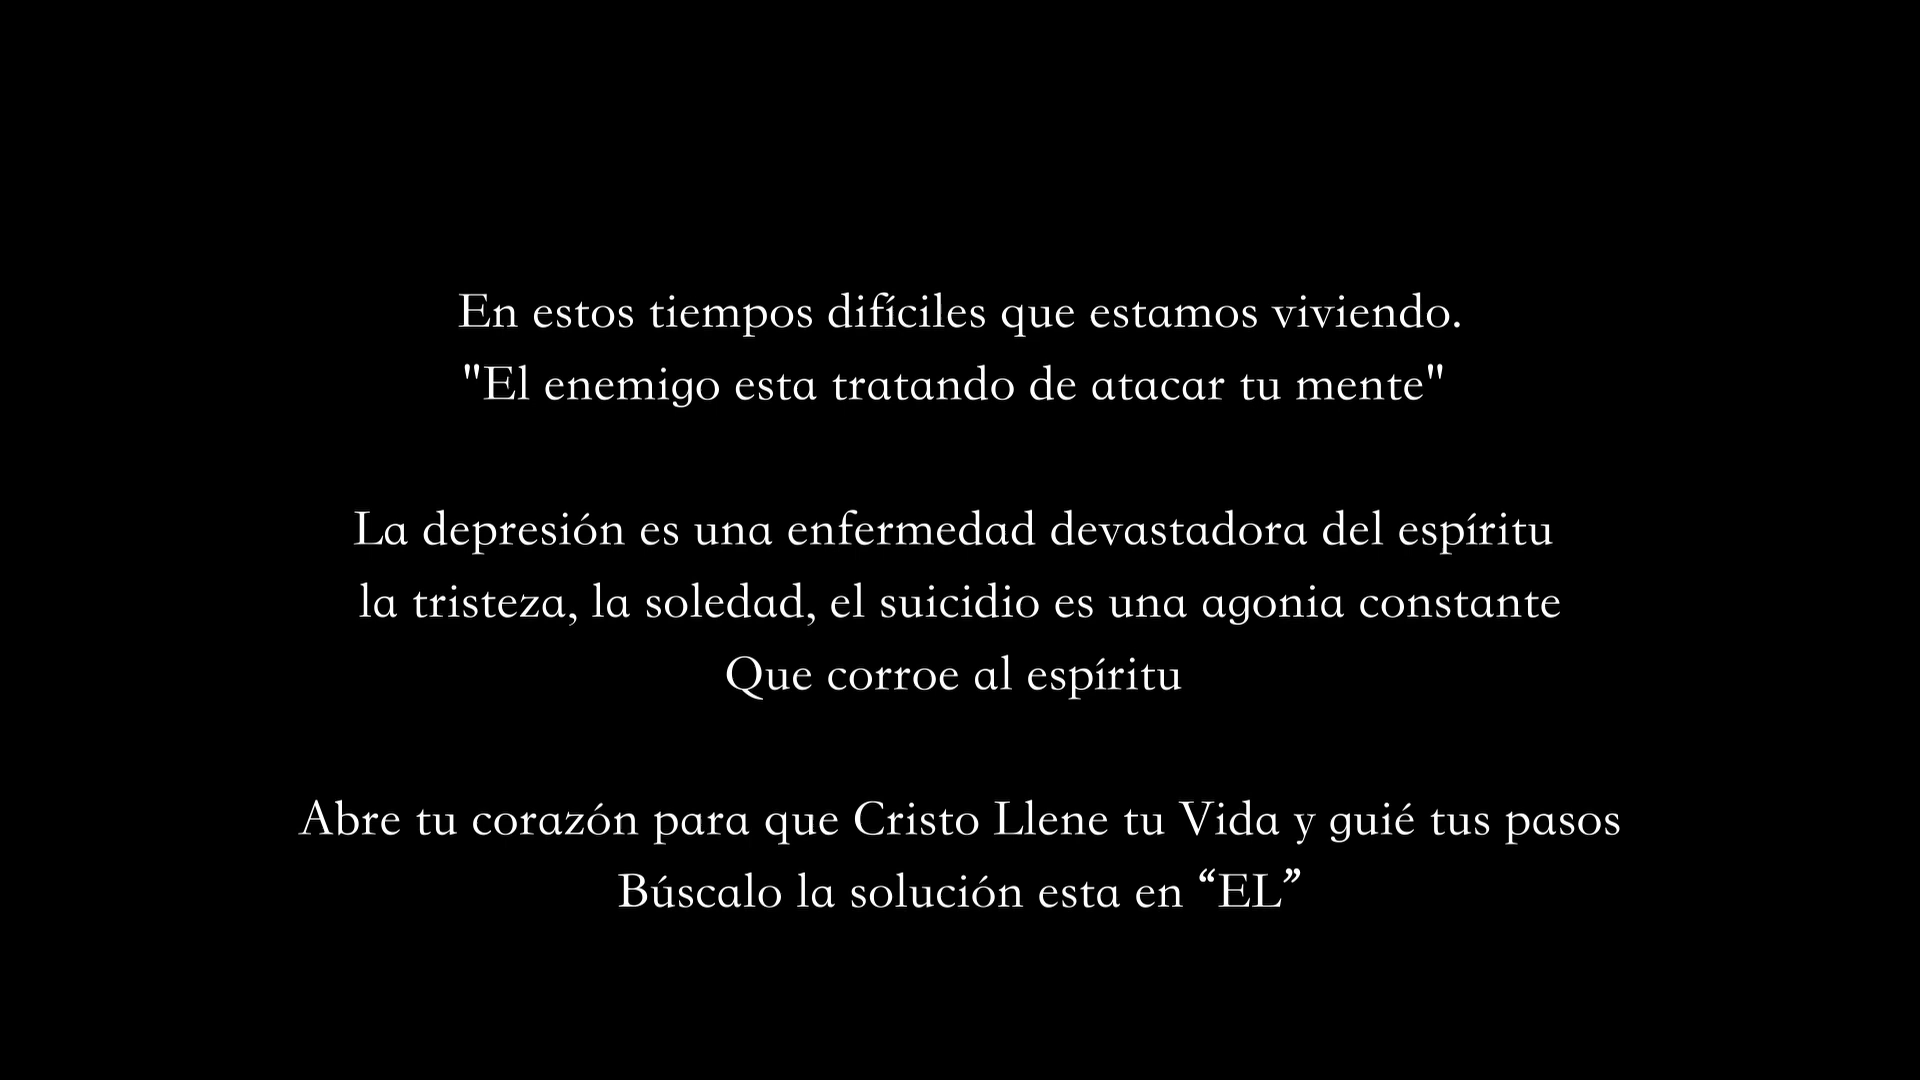 En estos tiempos difíciles que estamos viviendo.
"El enemigo esta tratando de atacar tu mente"
La depresión es una enfermedad devastadora del espíritu
la tristeza, la soledad, el suicidio es una agonia constante
Que corroe al espíritu
Abre tu corazón para que Cristo Llene tu Vida y guié tus pasos
Búscalo la solución esta en “EL”